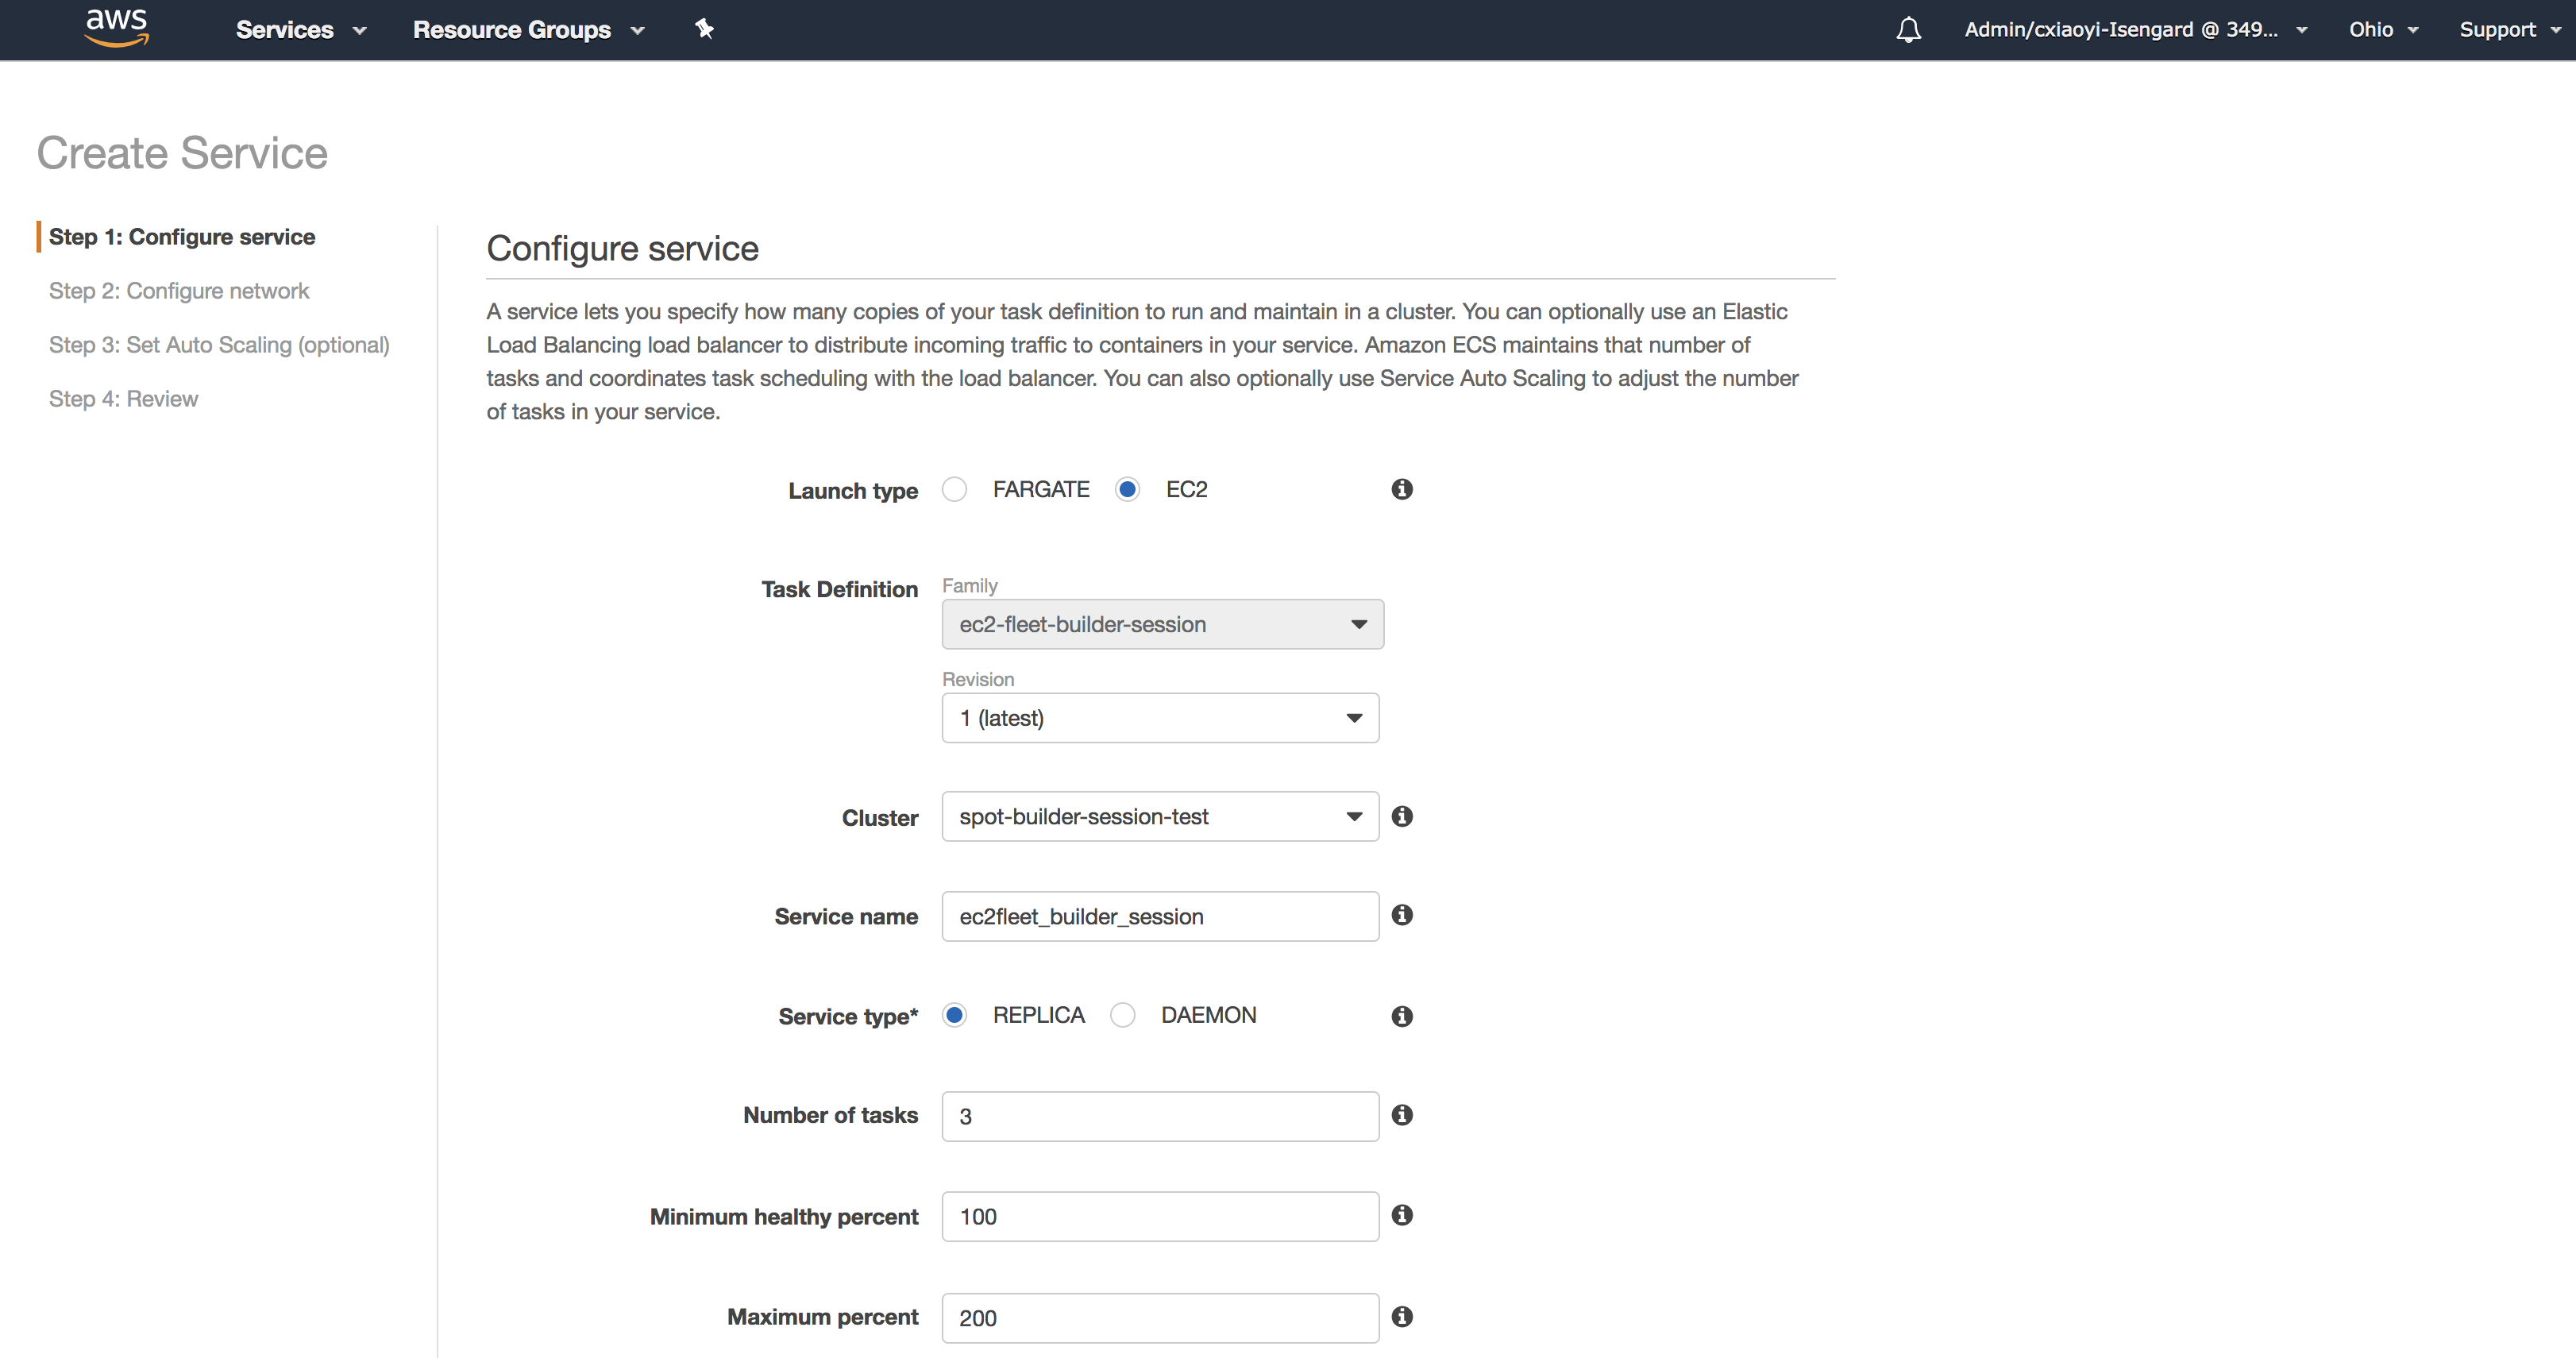 aws
Services
Resource Groups
Admin/cxiaoyi-Isengard @ 349...
Ohio
Support
Create Service
Step 1: Configure service
Step 2: Configure network
Step 3: Set Auto Scaling (optional)
Step 4: Review
Configure service
A service lets you specify how many copies of your task definition to run and maintain in a cluster. You can optionally use an Elastic
Load Balancing load balancer to distribute incoming traffic to containers in your service. Amazon ECS maintains that number of
tasks and coordinates task scheduling with the load balancer. You can also optionally use Service Auto Scaling to adjust the number
of tasks in your service.
Launch type FARGATE EC2
Task Definition Family
ec2-fleet-builder-session
Revision
1 (latest)
Cluster spot-builder-session-test
Service name ec2fleet_builder_session
Service type* REPLICA DAEMON
Number of tasks 3
Minimum healthy percent 100
Maximum percent 200